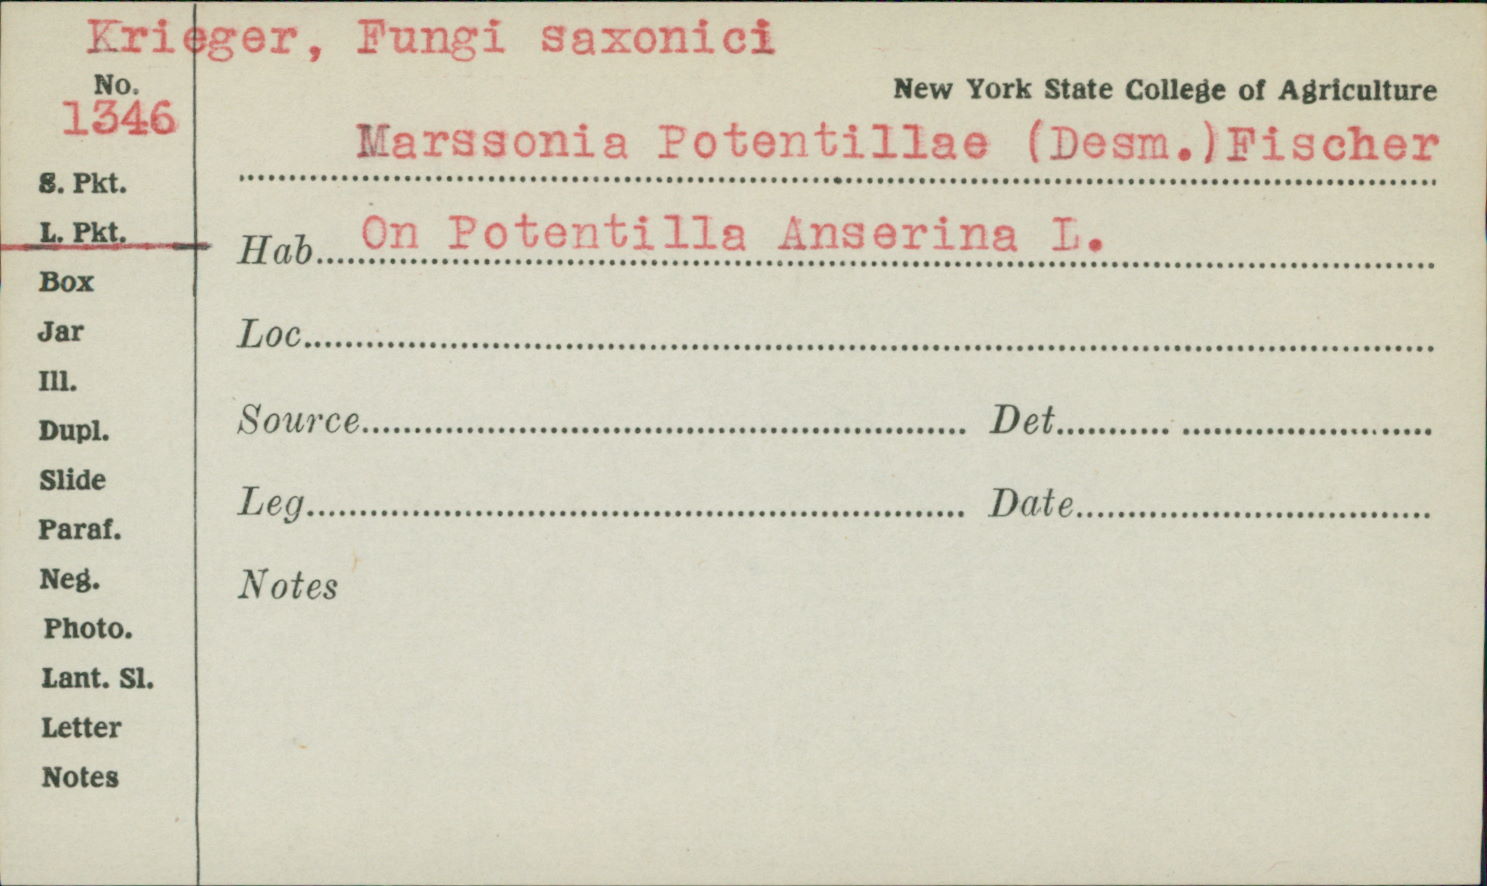 Krieger, Fungi saxonici
No.
1346
New York State College of Agriculture
Marssonia Potentillae (Desm.)Fischer
S. Pkt.
L. Pkt.
Hab. On Potentilla Anserina L.
Box
Jar
Loc.
Ill.
Dupl.
Source
Det.
Slide
Leg.
Date
Paraf.
Neg.
Notes
Photo.
Lant. Sl.
Letter
Notes